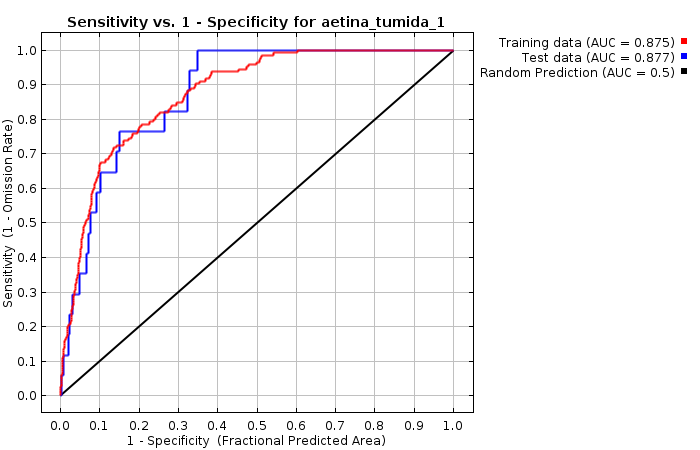 Sensitivity vs. 1 - Specificity for aetina_tumida_1
Training data (AUC = 0.875)
Test data (AUC = 0.877)
Random Prediction (AUC = 0.5)
Sensitivity (1 - Omission Rate)
1.0
0.9
0.8
0.7
0.6
0.5
0.4
0.3
0.2
0.1
0.0
0.0 0.1 0.2 0.3 0.4 0.5 0.6 0.7 0.8 0.9 1.0
1 - Specificity (Fractional Predicted Area)